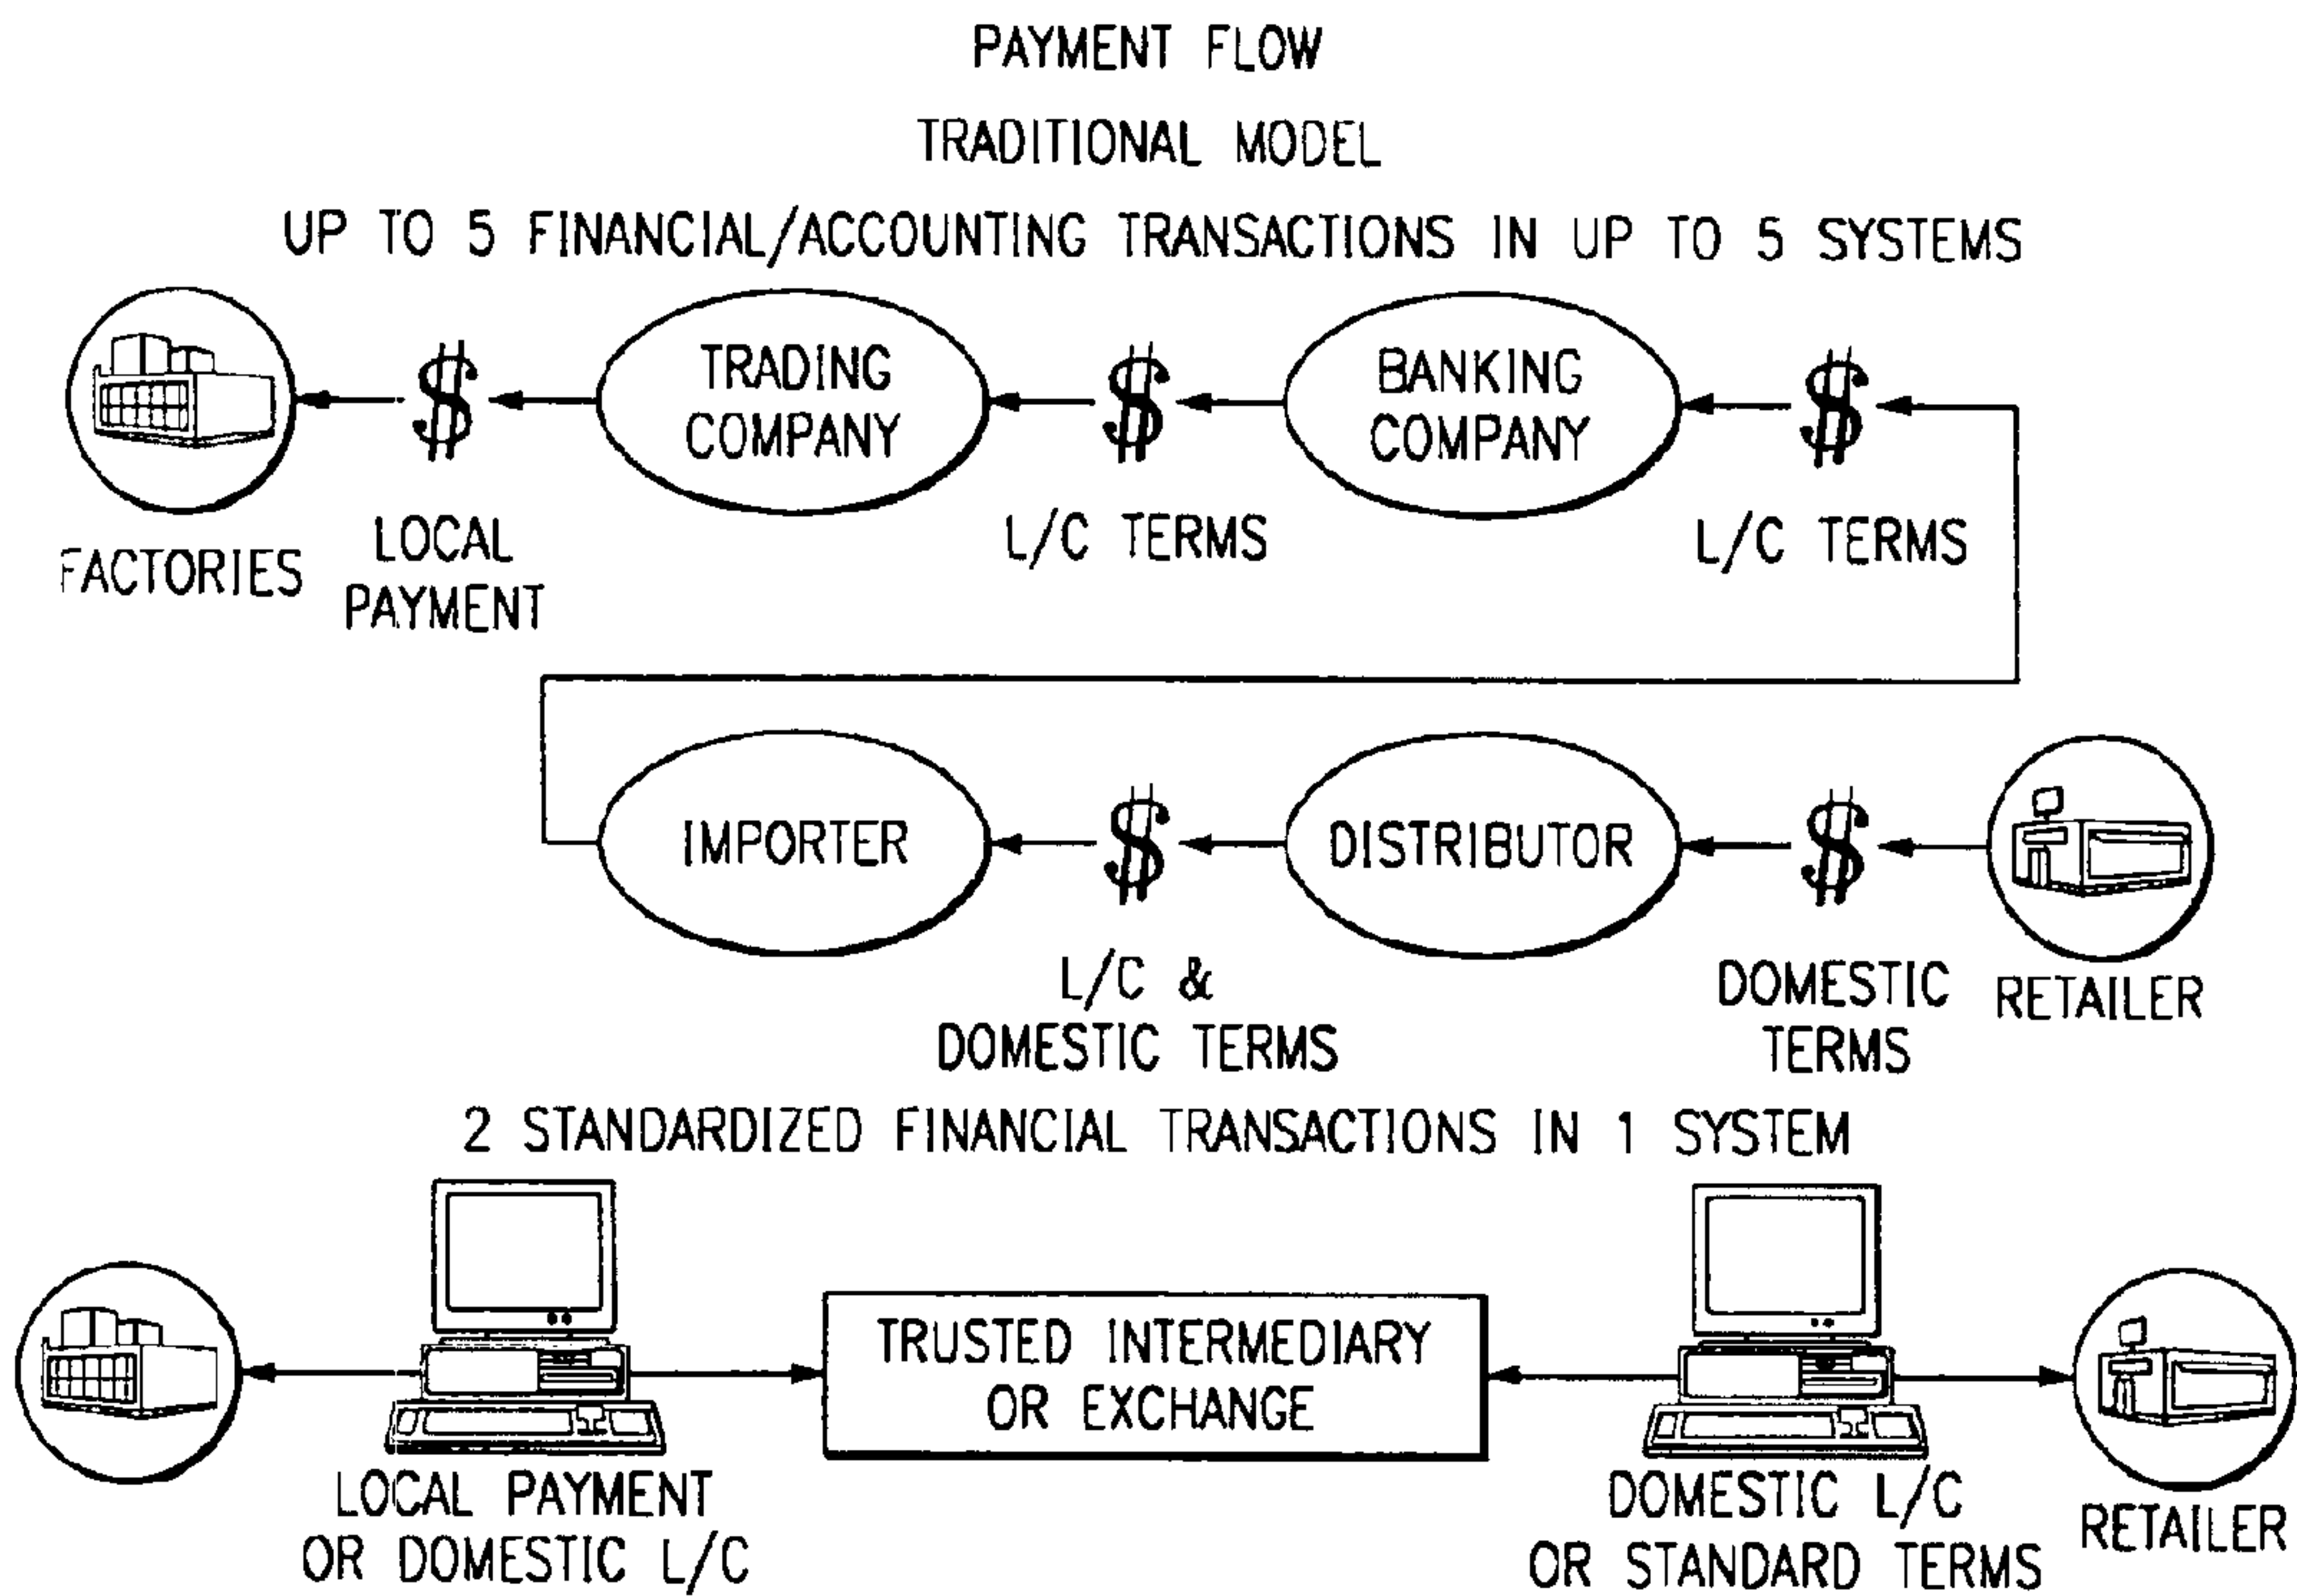 PAYMENT FLOW
TRADITIONAL MODEL
UP TO 5 FINANCIAL/ACCOUNTING TRANSACTIONS IN UP TO 5 SYSTEMS
TRADING
COMPANY
BANKING
COMPANY
FACTORIES
LOCAL
PAYMENT
L/C TERMS
L/C TERMS
IMPORTER
DISTRIBUTOR
L/C &
DOMESTIC TERMS
DOMESTIC
TERMS
RETAILER
2 STANDARDIZED FINANCIAL TRANSACTIONS IN 1 SYSTEM
TRUSTED INTERMEDIARY
OR EXCHANGE
LOCAL PAYMENT
OR DOMESTIC L/C
DOMESTIC L/C
OR STANDARD TERMS
RETAILER